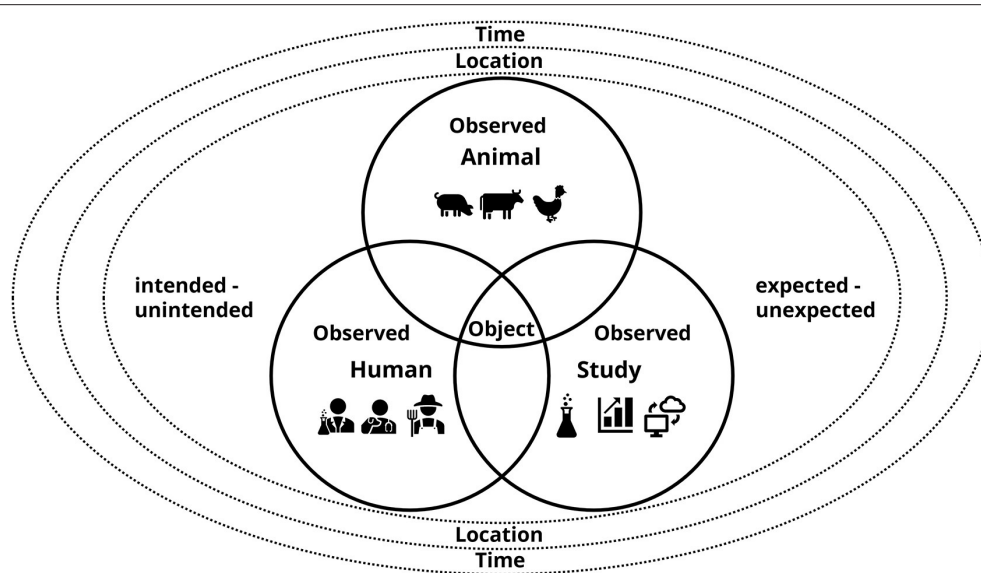 Time
Location
Observed
Animal
intended -
unintended
expected -
unexpected
Observed
Object
Observed
Human
Study
Location
Time